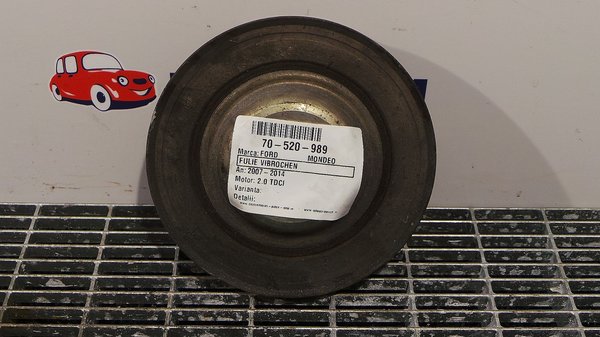 70-520-989
Marca: FORD MONDEO
FULIE VIBROCHEN
An: 2007 - 2014
Motor: 2.0 TDCI
Varianta:
Detalii: